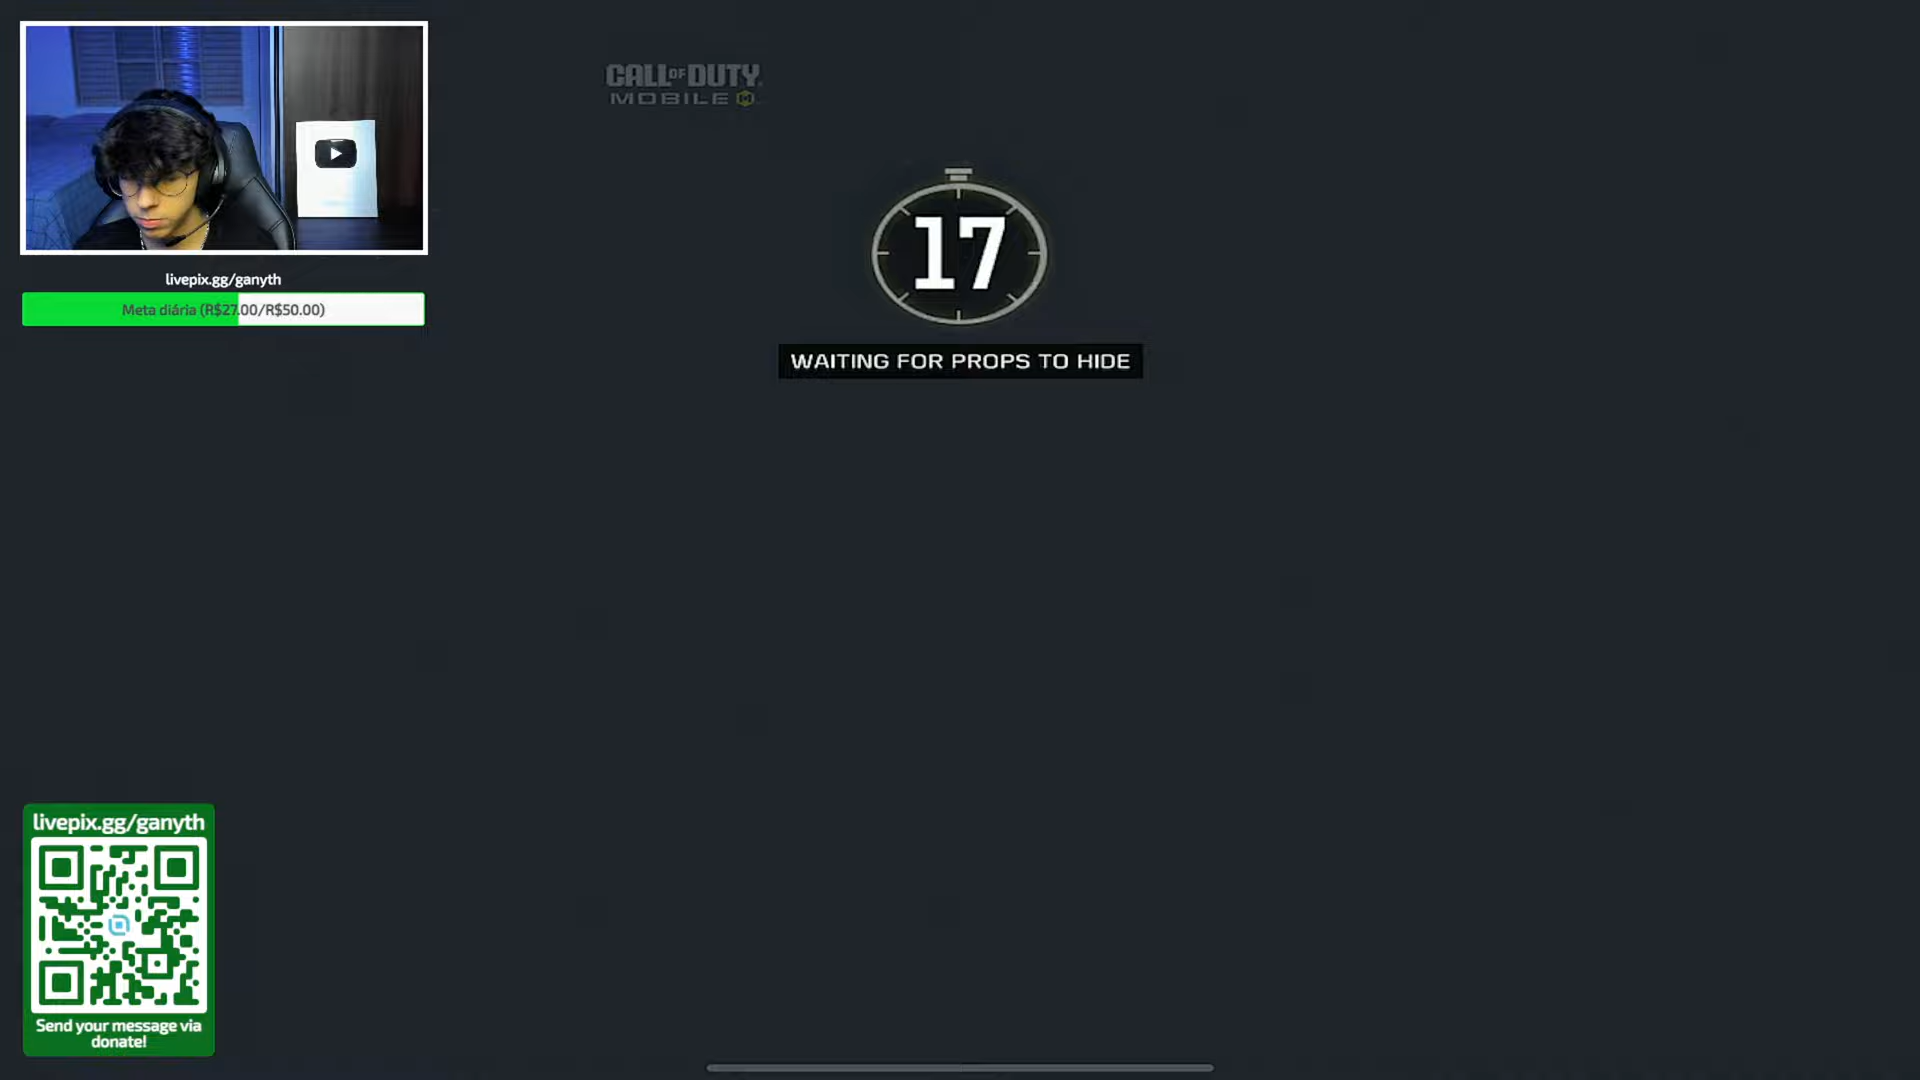 CALL OF DUTY
MOBILE
17
WAITING FOR PROPS TO HIDE
livepix.gg/ganyth
Meta diária (R$27.00/R$50.00)
livepix.gg/ganyth
Send your message via
donate!